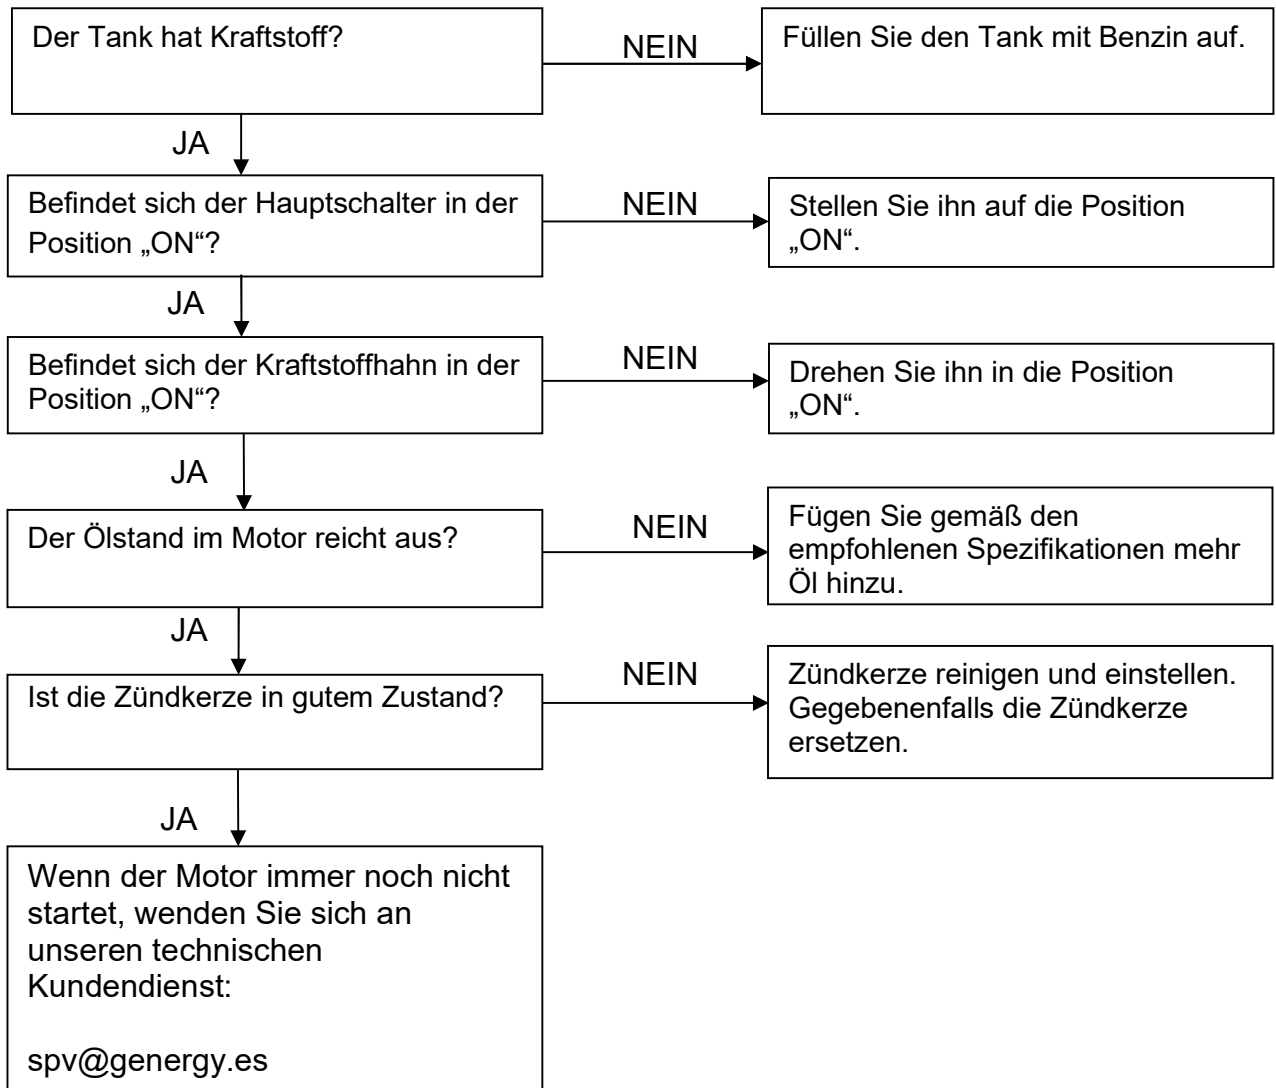 Der Tank hat Kraftstoff?
NEIN
Füllen Sie den Tank mit Benzin auf.
JA
Befindet sich der Hauptschalter in der
Position „ON“?
NEIN
Stellen Sie ihn auf die Position
„ON“.
JA
Befindet sich der Kraftstoffhahn in der
Position „ON“?
NEIN
Drehen Sie ihn in die Position
„ON“.
JA
Der Ölstand im Motor reicht aus?
NEIN
Fügen Sie gemäß den
empfohlenen Spezifikationen mehr
Öl hinzu.
JA
Ist die Zündkerze in gutem Zustand?
NEIN
Zündkerze reinigen und einstellen.
Gegebenenfalls die Zündkerze
ersetzen.
JA
Wenn der Motor immer noch nicht
startet, wenden Sie sich an
unseren technischen
Kundendienst:
spv@genergy.es